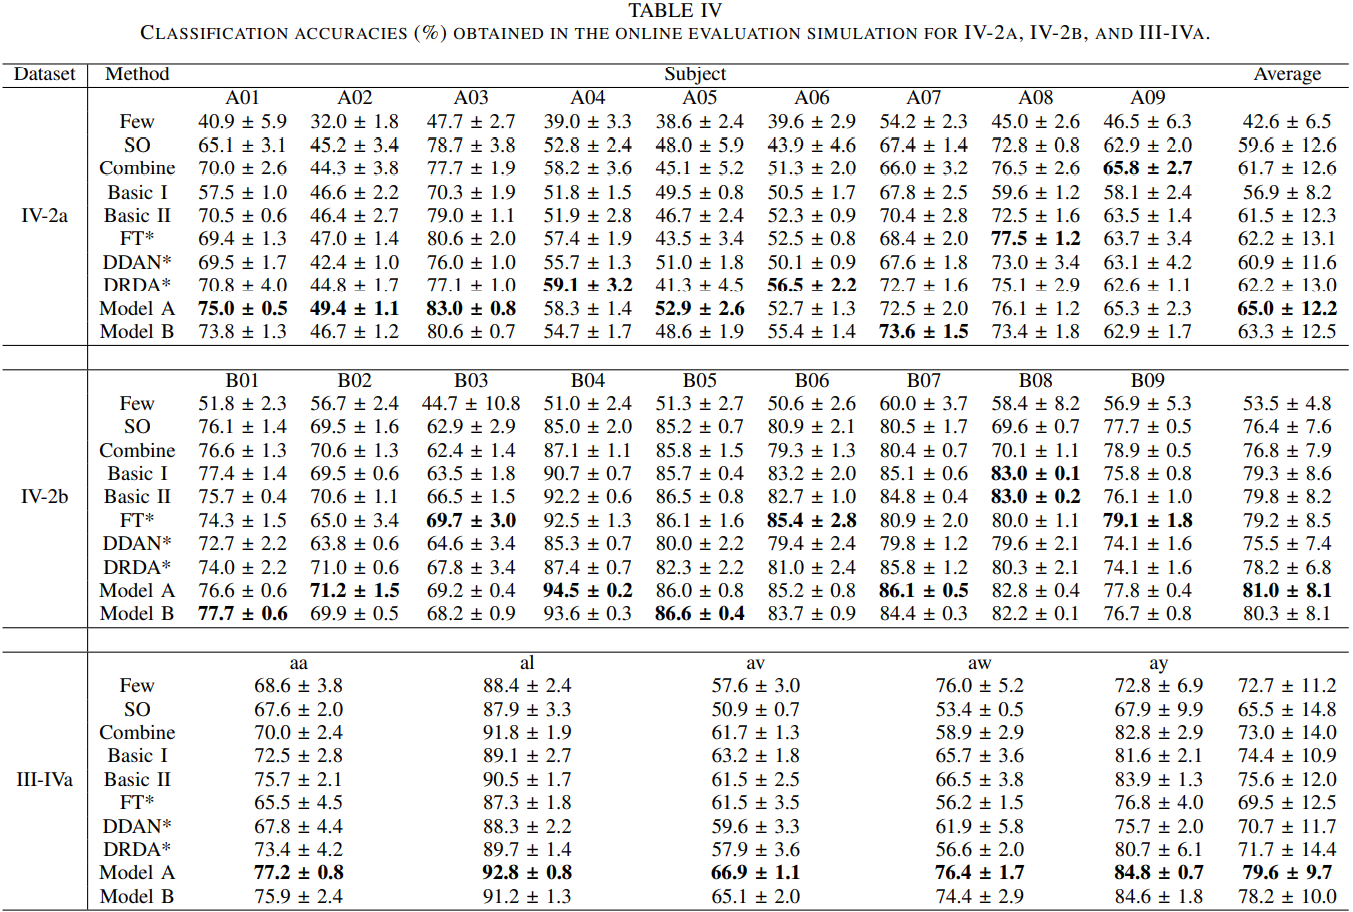 TABLE IV
CLASSIFICATION ACCURACIES (%) OBTAINED IN THE ONLINE EVALUATION SIMULATION FOR IV-2A, IV-2B, AND III-IVA.
Dataset Method Subject Average
A01 A02 A03 A04 A05 A06 A07 A08 A09
Few 40.9 ± 5.9 32.0 ± 1.8 47.7 ± 2.7 39.0 ± 3.3 38.6 ± 2.4 39.6 ± 2.9 54.2 ± 2.3 45.0 ± 2.6 46.5 ± 6.3 42.6 ± 6.5
SO 65.1 ± 3.1 45.2 ± 3.4 78.7 ± 3.8 52.8 ± 2.4 48.0 ± 5.9 43.9 ± 4.6 67.4 ± 1.4 72.8 ± 0.8 62.9 ± 2.0 59.6 ± 12.6
Combine 70.0 ± 2.6 44.3 ± 3.8 77.7 ± 1.9 58.2 ± 3.6 45.1 ± 5.2 51.3 ± 2.0 66.0 ± 3.2 76.5 ± 2.6 65.8 ± 2.7 61.7 ± 12.6
Basic I 57.5 ± 1.0 46.6 ± 2.2 70.3 ± 1.9 51.8 ± 1.5 49.5 ± 0.8 50.5 ± 1.7 67.8 ± 2.5 59.6 ± 1.2 58.1 ± 2.4 56.9 ± 8.2
IV-2a Basic II 70.5 ± 0.6 46.4 ± 2.7 79.0 ± 1.1 51.9 ± 2.8 46.7 ± 2.4 52.3 ± 0.9 70.4 ± 2.8 72.5 ± 1.6 63.5 ± 1.4 61.5 ± 12.3
FT* 69.4 ± 1.3 47.0 ± 1.4 80.6 ± 2.0 57.4 ± 1.9 43.5 ± 3.4 52.5 ± 0.8 68.4 ± 2.0 77.5 ± 1.2 63.7 ± 3.4 62.2 ± 13.1
DDAN* 69.5 ± 1.7 42.4 ± 1.0 76.0 ± 1.0 55.7 ± 1.3 51.0 ± 1.8 50.1 ± 0.9 67.6 ± 1.8 73.0 ± 3.4 63.1 ± 4.2 60.9 ± 11.6
DRDA* 70.8 ± 4.0 44.8 ± 1.7 77.1 ± 1.0 59.1 ± 3.2 41.3 ± 4.5 56.5 ± 2.2 72.7 ± 1.6 75.1 ± 2.9 62.6 ± 1.1 62.2 ± 13.0
Model A 75.0 ± 0.5 49.4 ± 1.1 83.0 ± 0.8 58.3 ± 1.4 52.9 ± 2.6 52.7 ± 1.3 72.5 ± 2.0 76.1 ± 1.2 65.3 ± 2.3 65.0 ± 12.2
Model B 73.8 ± 1.3 46.7 ± 1.2 80.6 ± 0.7 54.7 ± 1.7 48.6 ± 1.9 55.4 ± 1.4 73.6 ± 1.5 73.4 ± 1.8 62.9 ± 1.7 63.3 ± 12.5
B01 B02 B03 B04 B05 B06 B07 B08 B09
Few 51.8 ± 2.3 56.7 ± 2.4 44.7 ± 10.8 51.0 ± 2.4 51.3 ± 2.7 50.6 ± 2.6 60.0 ± 3.7 58.4 ± 8.2 56.9 ± 5.3 53.5 ± 4.8
SO 76.1 ± 1.4 69.5 ± 1.6 62.9 ± 2.9 85.0 ± 2.0 85.2 ± 0.7 80.9 ± 2.1 80.5 ± 1.7 69.6 ± 0.7 77.7 ± 0.5 76.4 ± 7.6
Combine 76.6 ± 1.3 70.6 ± 1.3 62.4 ± 1.4 87.1 ± 1.1 85.8 ± 1.5 79.3 ± 1.3 80.4 ± 0.7 70.1 ± 1.1 78.9 ± 0.5 76.8 ± 7.9
Basic I 77.4 ± 1.4 69.5 ± 0.6 63.5 ± 1.8 90.7 ± 0.7 85.7 ± 0.4 83.2 ± 2.0 85.1 ± 0.6 83.0 ± 0.1 75.8 ± 0.8 79.3 ± 8.6
IV-2b Basic II 75.7 ± 0.4 70.6 ± 1.1 66.5 ± 1.5 92.2 ± 0.6 86.5 ± 0.8 82.7 ± 1.0 84.8 ± 0.4 83.0 ± 0.2 76.1 ± 1.0 79.8 ± 8.2
FT* 74.3 ± 1.5 65.0 ± 3.4 69.7 ± 3.0 92.5 ± 1.3 86.1 ± 1.6 85.4 ± 2.8 80.9 ± 2.0 80.0 ± 1.1 79.1 ± 1.8 79.2 ± 8.5
DDAN* 72.7 ± 2.2 63.8 ± 0.6 64.6 ± 3.4 85.3 ± 0.7 80.0 ± 2.2 79.4 ± 2.4 79.8 ± 1.2 79.6 ± 2.1 74.1 ± 1.6 75.5 ± 7.4
DRDA* 74.0 ± 2.2 71.0 ± 0.6 67.8 ± 3.4 87.4 ± 0.7 82.3 ± 2.2 81.0 ± 2.4 85.8 ± 1.2 80.3 ± 2.1 74.1 ± 1.6 78.2 ± 6.8
Model A 76.6 ± 0.6 71.2 ± 1.5 69.2 ± 0.4 94.5 ± 0.2 86.0 ± 0.8 85.2 ± 0.8 86.1 ± 0.5 82.8 ± 0.4 77.8 ± 0.4 81.0 ± 8.1
Model B 77.7 ± 0.6 69.9 ± 0.5 68.2 ± 0.9 93.6 ± 0.3 86.6 ± 0.4 83.7 ± 0.9 84.4 ± 0.3 82.2 ± 0.1 76.7 ± 0.8 80.3 ± 8.1
aa al av aw ay
Few 68.6 ± 3.8 88.4 ± 2.4 57.6 ± 3.0 76.0 ± 5.2 72.8 ± 6.9 72.7 ± 11.2
SO 67.6 ± 2.0 87.9 ± 3.3 50.9 ± 0.7 53.4 ± 0.5 67.9 ± 9.9 65.5 ± 14.8
Combine 70.0 ± 2.4 91.8 ± 1.9 61.7 ± 1.3 58.9 ± 2.9 82.8 ± 2.9 73.0 ± 14.0
Basic I 72.5 ± 2.8 89.1 ± 2.7 63.2 ± 1.8 65.7 ± 3.6 81.6 ± 2.1 74.4 ± 10.9
III-IVa Basic II 75.7 ± 2.1 90.5 ± 1.7 61.5 ± 2.5 66.5 ± 3.8 83.9 ± 1.3 75.6 ± 12.0
FT* 65.5 ± 4.5 87.3 ± 1.8 61.5 ± 3.5 56.2 ± 1.5 76.8 ± 4.0 69.5 ± 12.5
DDAN* 67.8 ± 4.4 88.3 ± 2.2 59.6 ± 3.3 61.9 ± 5.8 75.7 ± 2.0 70.7 ± 11.7
DRDA* 73.4 ± 4.2 89.7 ± 1.4 57.9 ± 3.6 56.6 ± 2.0 80.7 ± 6.1 71.7 ± 14.4
Model A 77.2 ± 0.8 92.8 ± 0.8 66.9 ± 1.1 76.4 ± 1.7 84.8 ± 0.7 79.6 ± 9.7
Model B 75.9 ± 2.4 91.2 ± 1.3 65.1 ± 2.0 74.4 ± 2.9 84.6 ± 1.8 78.2 ± 10.0